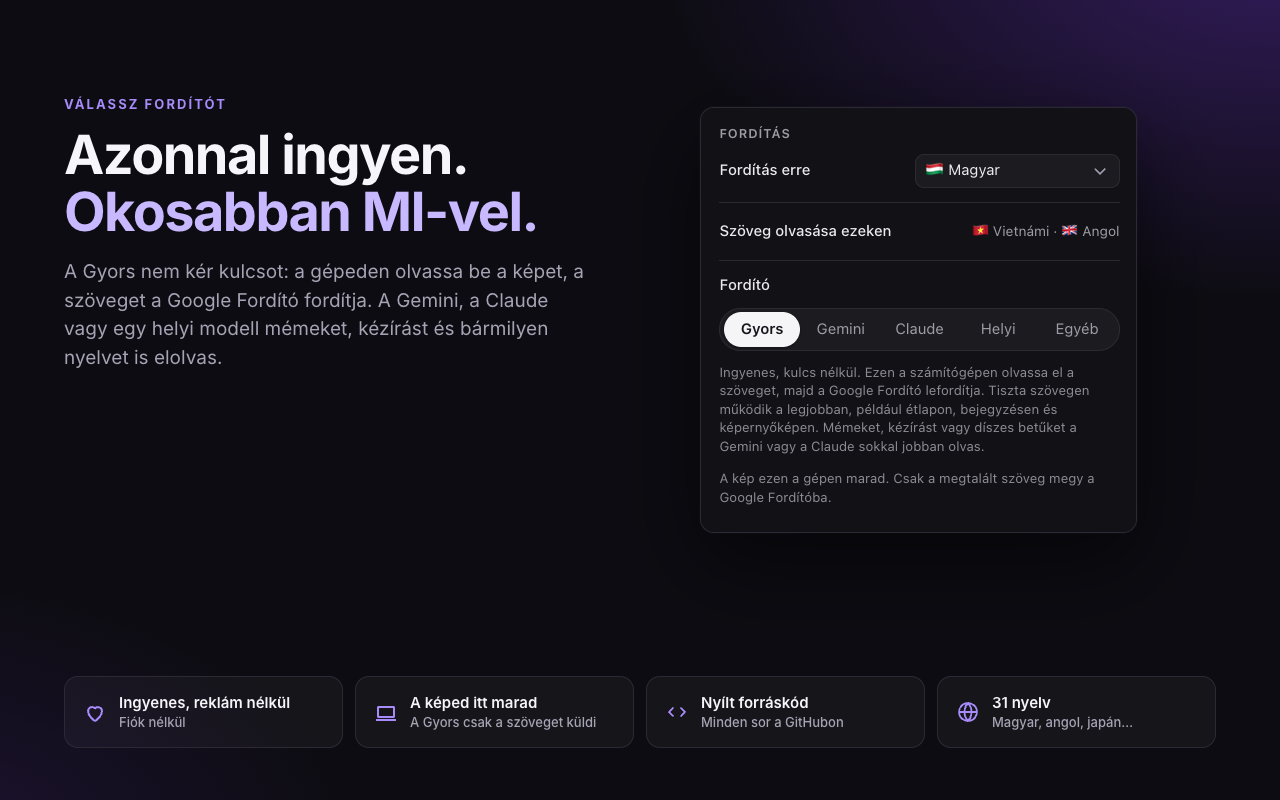 VÁLASSZ FORDÍTÓT
Azonnal ingyen.
Okosabban MI-vel.
A Gyors nem kér kulcsot: a gépeden olvassa be a képet, a
szöveget a Google Fordító fordítja. A Gemini, a Claude
vagy egy helyi modell mémeket, kézírást és bármilyen
nyelvet is elolvas.
FORDÍTÁS
Fordítás erre
🇭🇺 Magyar
Szöveg olvasása ezeken
🇻🇳 Vietnámi · 🇬🇧 Angol
Fordító
Gyors Gemini Claude Helyi Egyéb
Ingyenes, kulcs nélkül. Ezen a számítógépen olvassa el a
szöveget, majd a Google Fordító lefordítja. Tiszta szövegen
működik a legjobban, például étlapon, bejegyzésen és
képernyőképen. Mémeket, kézírást vagy díszes betűket a
Gemini vagy a Claude sokkal jobban olvas.
A kép ezen a gépen marad. Csak a megtalált szöveg megy a
Google Fordítóba.
Ingyenes, reklám nélkül
Fiók nélkül
A képed itt marad
A Gyors csak a szöveget küldi
Nyílt forráskód
Minden sor a GitHubon
31 nyelv
Magyar, angol, japán…